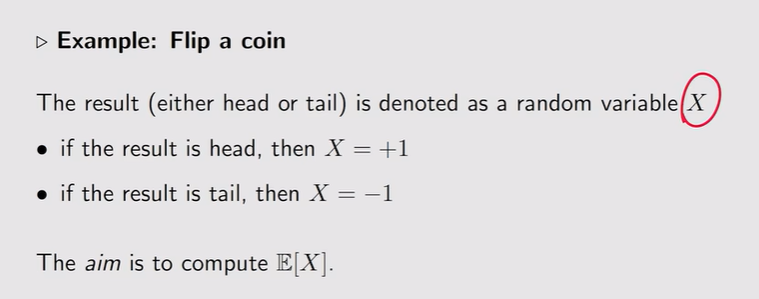 ▷ Example: Flip a coin
The result (either head or tail) is denoted as a random variable X
• if the result is head, then X = +1
• if the result is tail, then X = −1
The aim is to compute 𝔼[X].